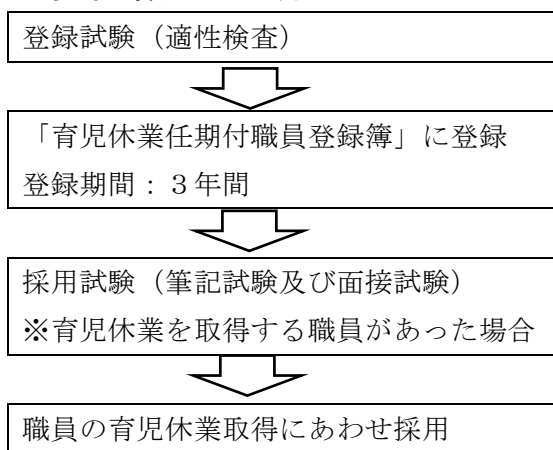 登録試験（適性検査）
「育児休業任期付職員登録簿」に登録
登録期間：３年間
採用試験（筆記試験及び面接試験）
※育児休業を取得する職員があった場合
職員の育児休業取得にあわせ採用